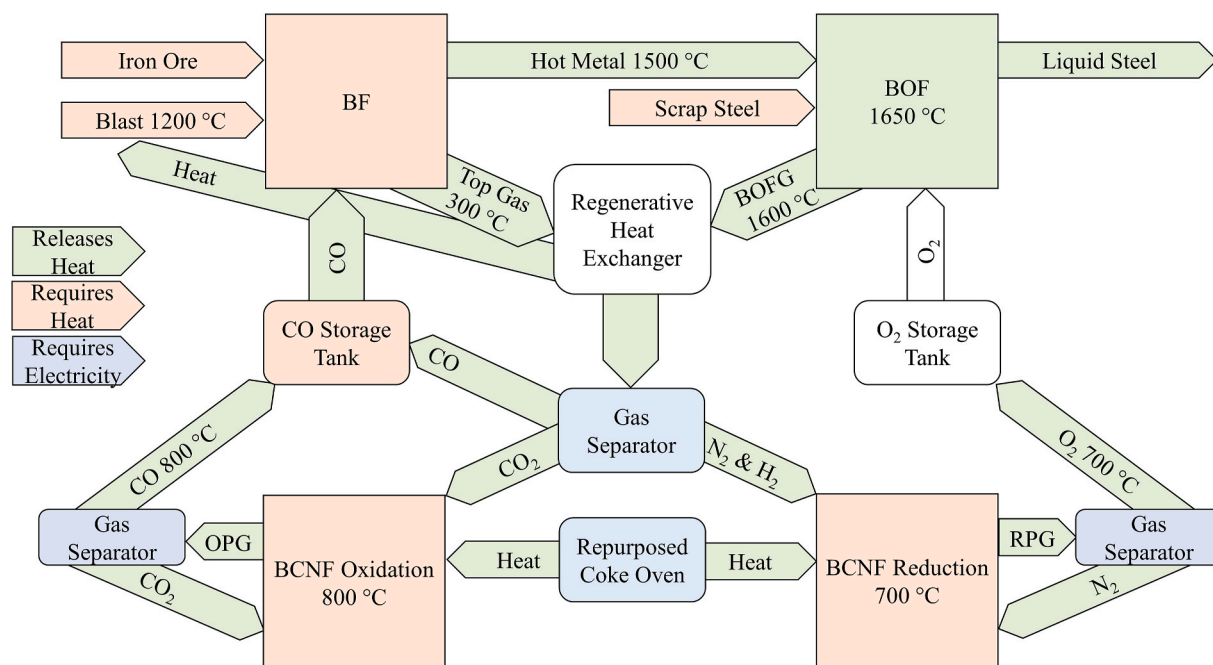 Iron Ore
BF
Hot Metal 1500 °C
BOF
1650 °C
Liquid Steel
Blast 1200 °C
Scrap Steel
Heat
Top Gas
300 °C
Regenerative
Heat
Exchanger
BOFG
1600 °C
Releases
Heat
Requires
Heat
Requires
Electricity
CO
O₂
CO Storage
Tank
O₂ Storage
Tank
CO
Gas
Separator
CO 800 °C
CO₂
N₂ & H₂
O₂ 700 °C
Gas
Separator
OPG
BCNF Oxidation
800 °C
Heat
Repurposed
Coke Oven
Heat
BCNF Reduction
700 °C
RPG
Gas
Separator
CO₂
N₂